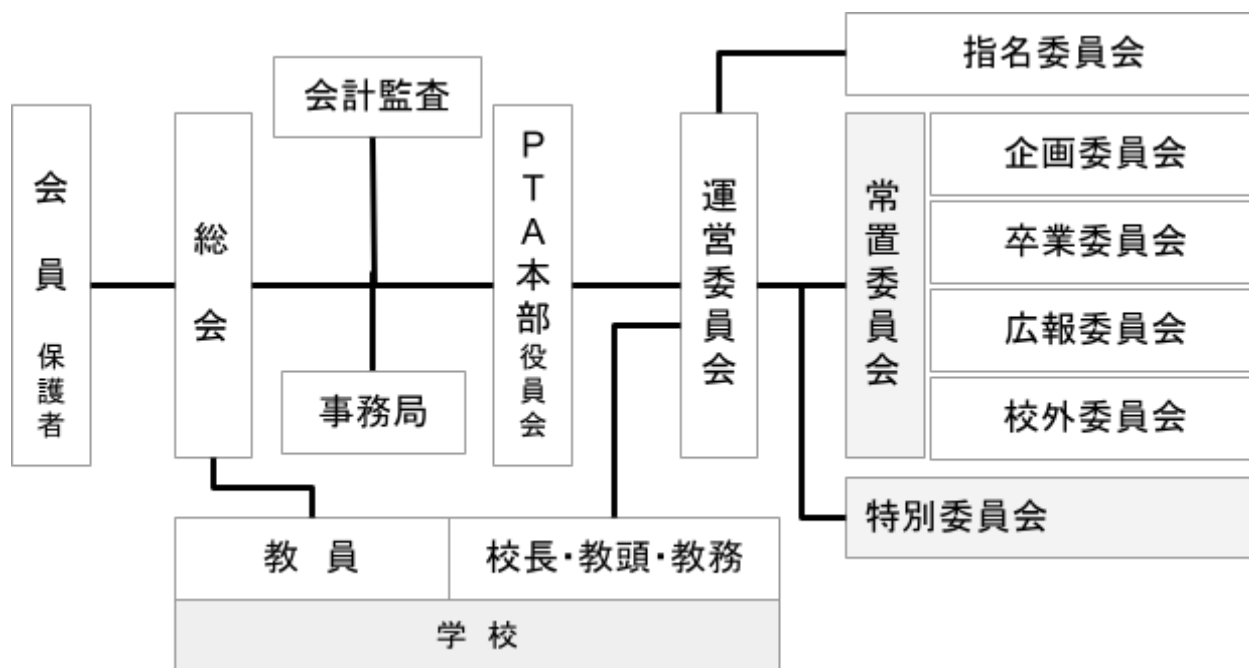 会員 保護者
総会
会計監査
事務局
PTA本部役員会
運営委員会
指名委員会
常置委員会
企画委員会
卒業委員会
広報委員会
校外委員会
特別委員会
教 員
校長・教頭・教務
学 校